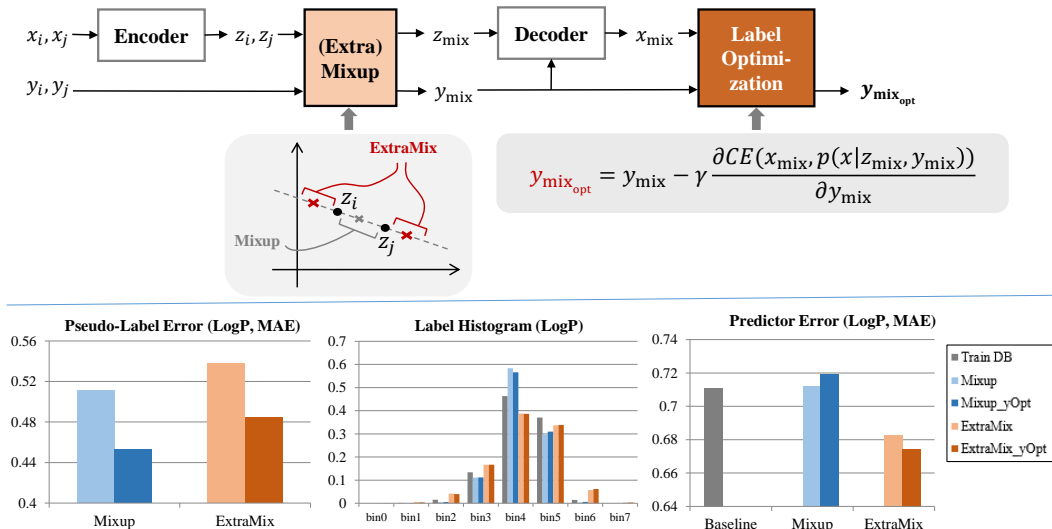 x_i, x_j Encoder z_i, z_j (Extra) Mixup z_mix Decoder x_mix Label Optimi-zation
y_i, y_j y_mix y_mix_opt
ExtraMix
z_i
Mixup
z_j
y_mix_opt = y_mix − γ ∂CE(x_mix, p(x|z_mix, y_mix)) / ∂y_mix
Pseudo-Label Error (LogP, MAE)
0.56
0.52
0.48
0.44
0.4
Mixup ExtraMix
Label Histogram (LogP)
0.7
0.6
0.5
0.4
0.3
0.2
0.1
0
bin0 bin1 bin2 bin3 bin4 bin5 bin6 bin7
Predictor Error (LogP, MAE)
0.74
0.72
0.7
0.68
0.66
0.64
Baseline Mixup ExtraMix
Train DB
Mixup
Mixup_yOpt
ExtraMix
ExtraMix_yOpt